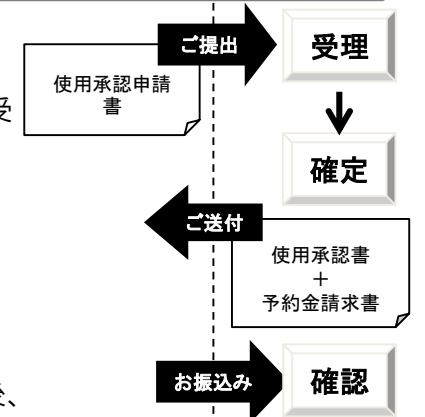 ご提出
受理
使用承認申請
書
受
確定
ご送付
使用承認書
＋
予約金請求書
お振込み
確認
後、